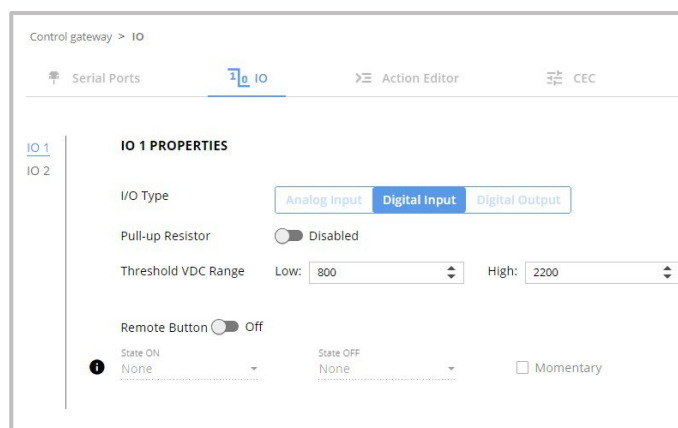 Control gateway > IO
Serial Ports IO Action Editor CEC
IO 1 IO 1 PROPERTIES
IO 2
I/O Type Analog Input Digital Input Digital Output
Pull-up Resistor Disabled
Threshold VDC Range Low: 800 High: 2200
Remote Button Off
State ON State OFF
None None Momentary